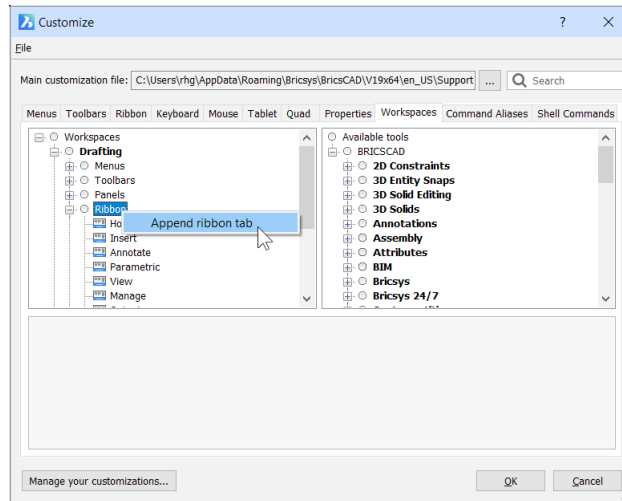 Customize
?
File
Main customization file: C:\Users\rhg\AppData\Roaming\Bricsys\BricsCAD\V19x64\en_US\Support ... Search
Menus Toolbars Ribbon Keyboard Mouse Tablet Quad Properties Workspaces Command Aliases Shell Commands
Workspaces
Drafting
Menus
Toolbars
Panels
Ribbon
Append ribbon tab
Insert
Annotate
Parametric
View
Manage
Available tools
BRICSCAD
2D Constraints
3D Entity Snaps
3D Solid Editing
3D Solids
Annotations
Assembly
Attributes
BIM
Bricsys
Bricsys 24/7
Manage your customizations...
OK
Cancel